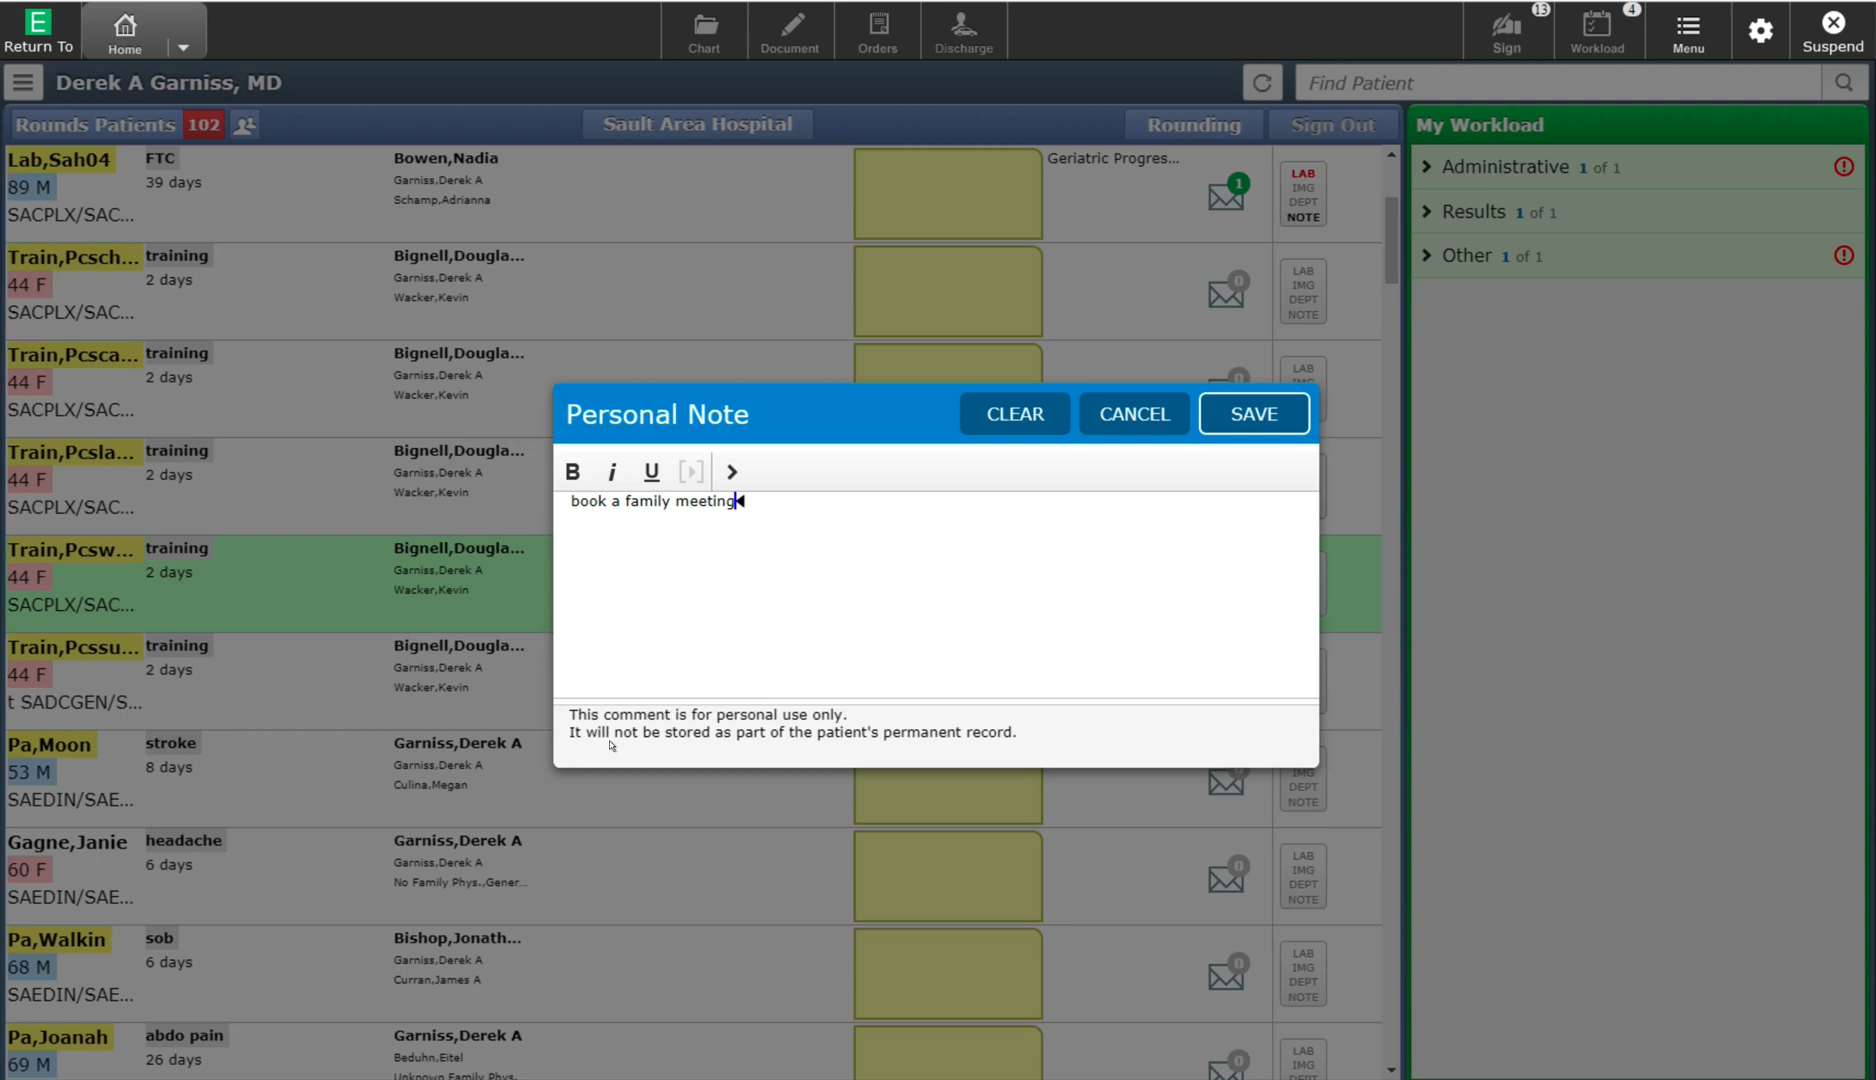 E
Return To
Home
Chart
Document
Orders
Discharge
13
Sign
4
Workload
Menu
Suspend
Derek A Garniss, MD
Find Patient
Rounds Patients 102
Sault Area Hospital
Rounding
Sign Out
My Workload
Administrative 1 of 1
Results 1 of 1
Other 1 of 1
Lab,Sah04
89 M
SACPLX/SAC...
FTC
39 days
Bowen,Nadia
Garniss,Derek A
Schamp,Adrianna
Geriatric Progres...
1
LAB
IMG
DEPT
NOTE
Train,Pcsch...
44 F
SACPLX/SAC...
training
2 days
Bignell,Dougla...
Garniss,Derek A
Wacker,Kevin
0
LAB
IMG
DEPT
NOTE
Train,Pcsca...
44 F
SACPLX/SAC...
training
2 days
Bignell,Dougla...
Garniss,Derek A
Wacker,Kevin
0
LAB
IMG
Personal Note
CLEAR
CANCEL
SAVE
B i U
book a family meeting
This comment is for personal use only.
It will not be stored as part of the patient's permanent record.
Train,Pcsla...
44 F
SACPLX/SAC...
training
2 days
Bignell,Dougla...
Garniss,Derek A
Wacker,Kevin
Train,Pcsw...
44 F
SACPLX/SAC...
training
2 days
Bignell,Dougla...
Garniss,Derek A
Wacker,Kevin
Train,Pcssu...
44 F
t SADCGEN/S...
training
2 days
Bignell,Dougla...
Garniss,Derek A
Wacker,Kevin
Pa,Moon
53 M
SAEDIN/SAE...
stroke
8 days
Garniss,Derek A
Garniss,Derek A
Culina,Megan
IMG
DEPT
NOTE
Gagne,Janie
60 F
SAEDIN/SAE...
headache
6 days
Garniss,Derek A
Garniss,Derek A
No Family Phys.,Gener...
0
LAB
IMG
DEPT
NOTE
Pa,Walkin
68 M
SAEDIN/SAE...
sob
6 days
Bishop,Jonath...
Garniss,Derek A
Curran,James A
0
LAB
IMG
DEPT
NOTE
Pa,Joanah
69 M
abdo pain
26 days
Garniss,Derek A
Beduhn,Eitel
Unknown Family Phys.
0
LAB
IMG